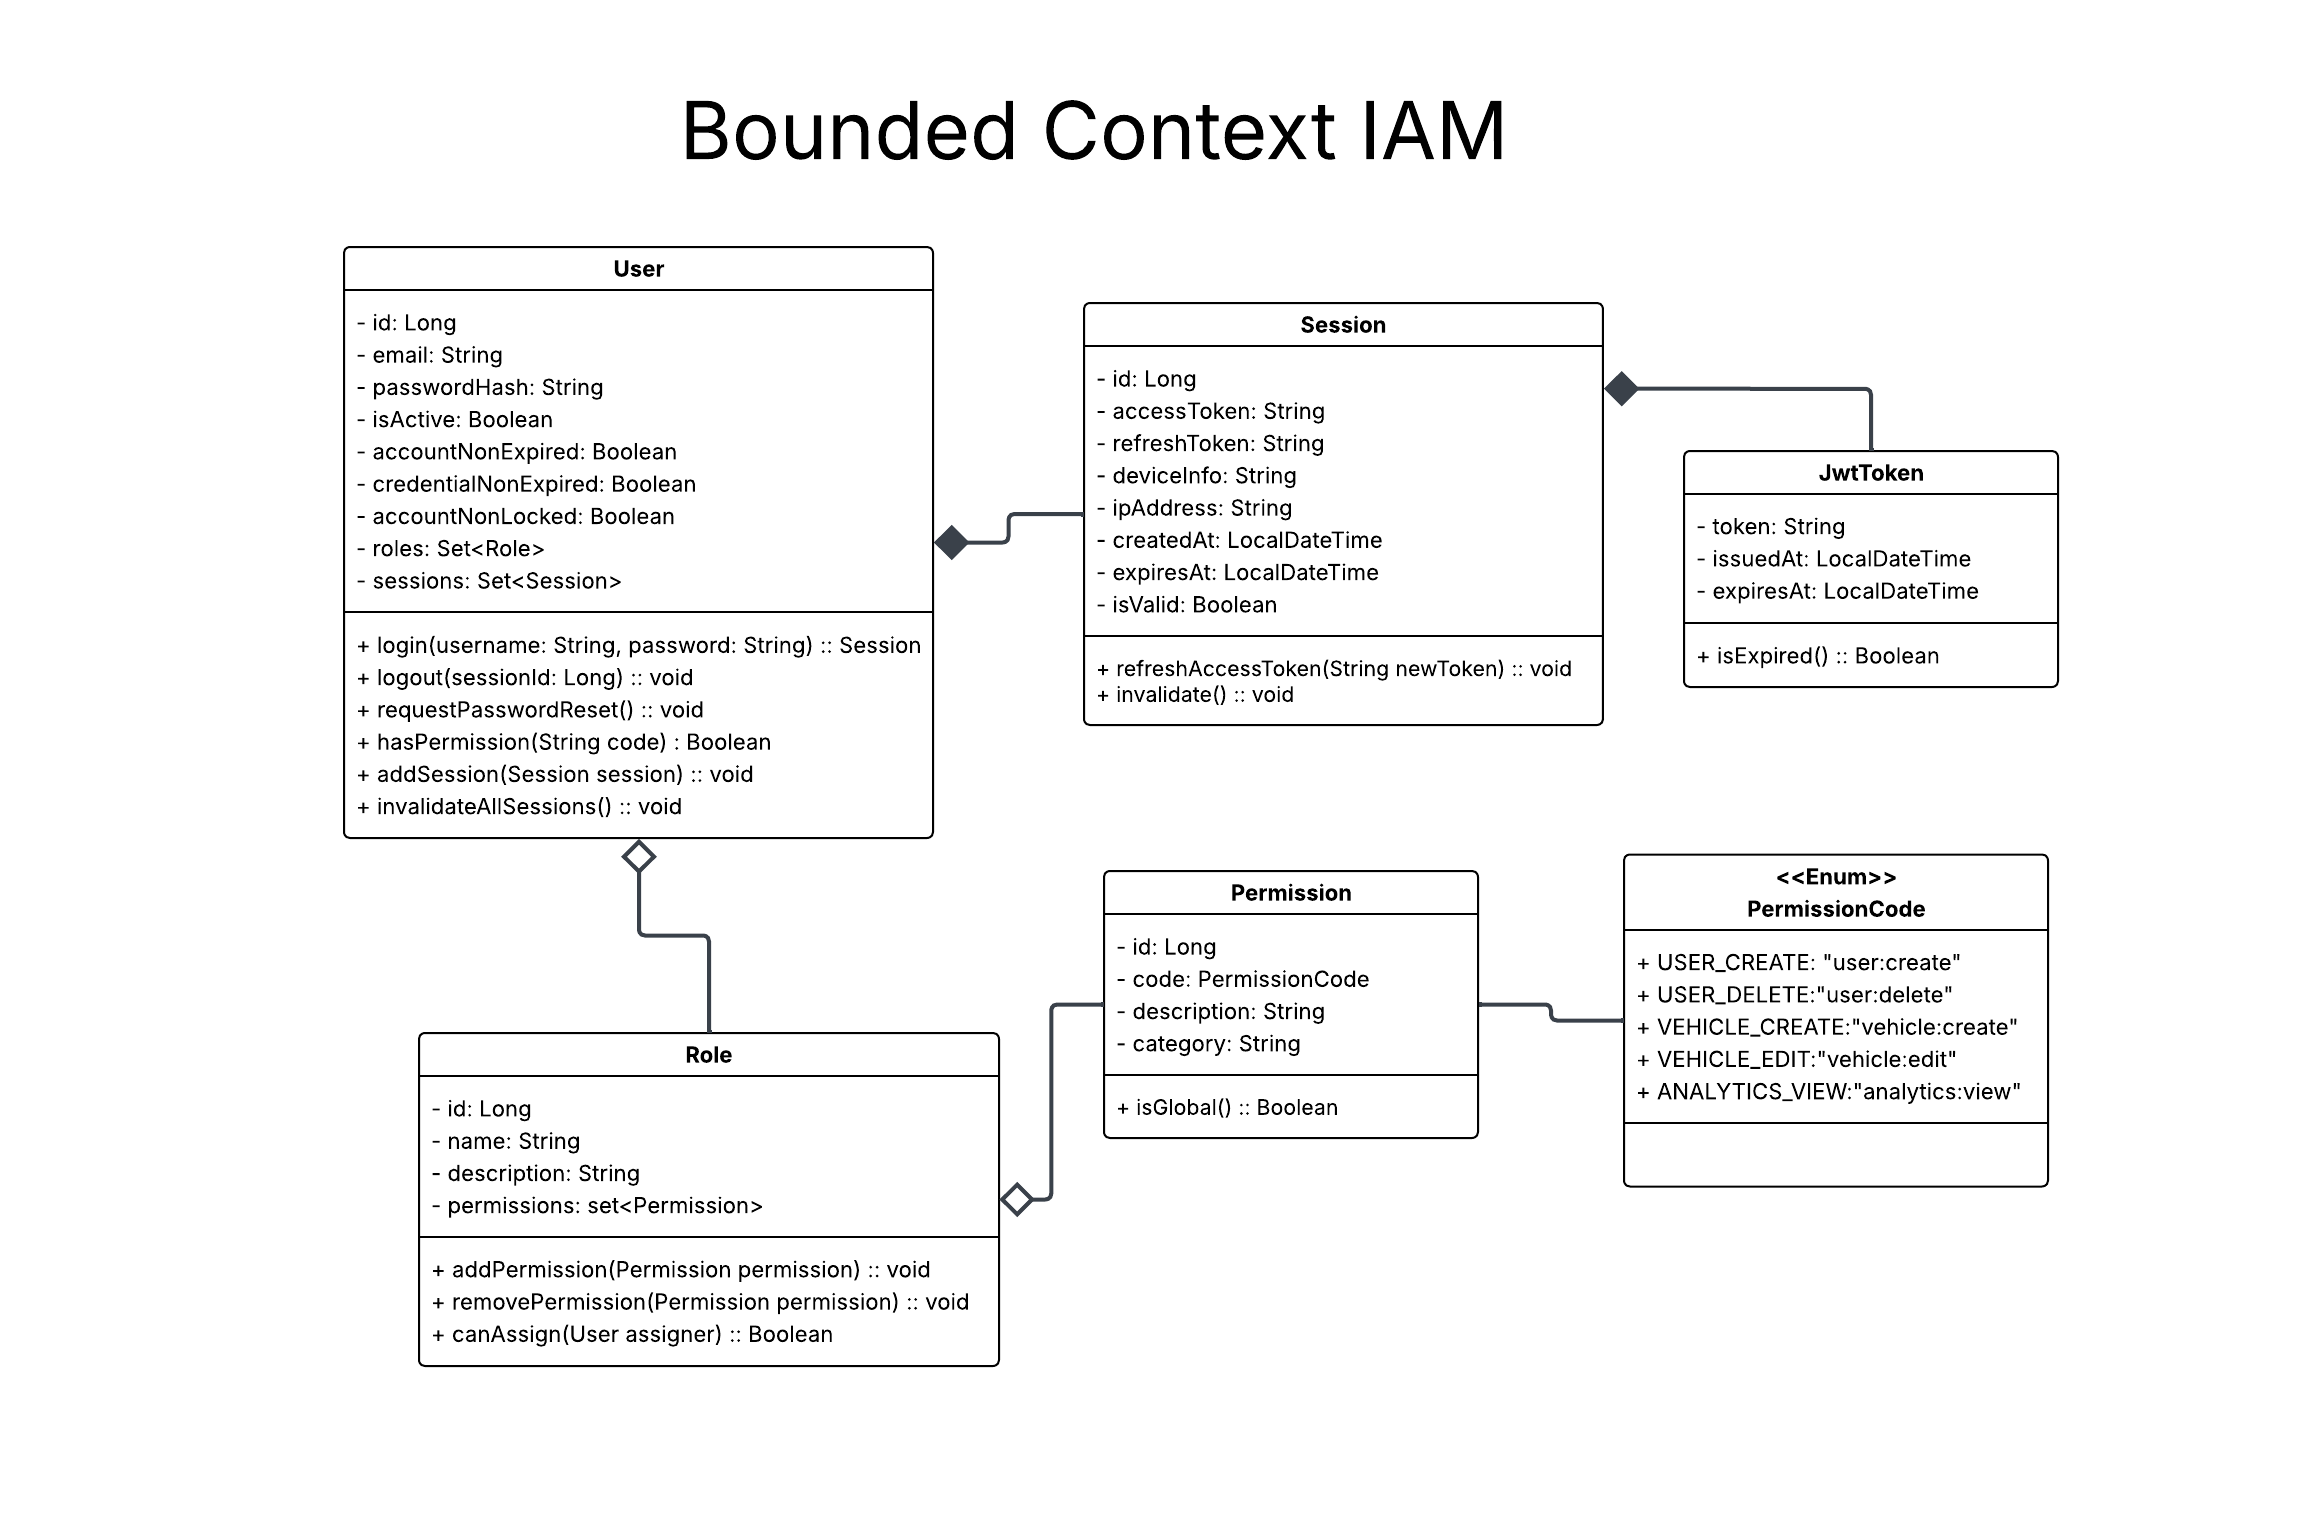 Bounded Context IAM
User
- id: Long
- email: String
- passwordHash: String
- isActive: Boolean
- accountNonExpired: Boolean
- credentialNonExpired: Boolean
- accountNonLocked: Boolean
- roles: Set<Role>
- sessions: Set<Session>
+ login(username: String, password: String) :: Session
+ logout(sessionId: Long) :: void
+ requestPasswordReset() :: void
+ hasPermission(String code) : Boolean
+ addSession(Session session) :: void
+ invalidateAllSessions() :: void
Session
- id: Long
- accessToken: String
- refreshToken: String
- deviceInfo: String
- ipAddress: String
- createdAt: LocalDateTime
- expiresAt: LocalDateTime
- isValid: Boolean
+ refreshAccessToken(String newToken) :: void
+ invalidate() :: void
JwtToken
- token: String
- issuedAt: LocalDateTime
- expiresAt: LocalDateTime
+ isExpired() :: Boolean
Role
- id: Long
- name: String
- description: String
- permissions: set<Permission>
+ addPermission(Permission permission) :: void
+ removePermission(Permission permission) :: void
+ canAssign(User assigner) :: Boolean
Permission
- id: Long
- code: PermissionCode
- description: String
- category: String
+ isGlobal() :: Boolean
<<Enum>>
PermissionCode
+ USER_CREATE: "user:create"
+ USER_DELETE:"user:delete"
+ VEHICLE_CREATE:"vehicle:create"
+ VEHICLE_EDIT:"vehicle:edit"
+ ANALYTICS_VIEW:"analytics:view"